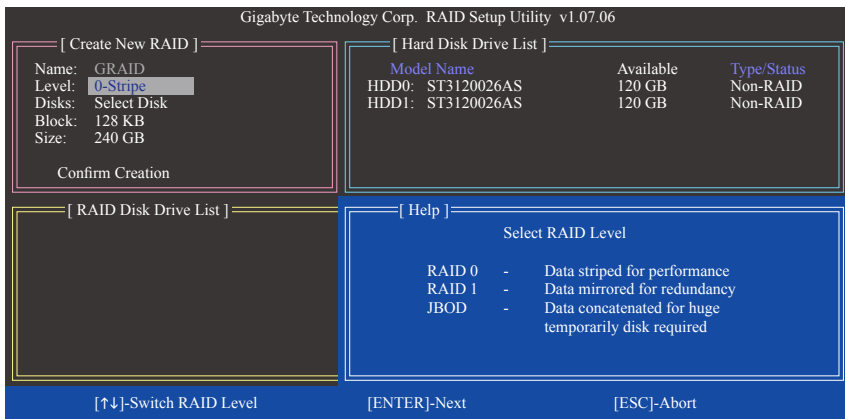 Gigabyte Technology Corp. RAID Setup Utility v1.07.06
[ Create New RAID ]
Name: GRAID
Level: 0-Stripe
Disks: Select Disk
Block: 128 KB
Size: 240 GB
Confirm Creation
[ Hard Disk Drive List ]
Model Name Available Type/Status
HDD0: ST3120026AS 120 GB Non-RAID
HDD1: ST3120026AS 120 GB Non-RAID
[ RAID Disk Drive List ]
[ Help ]
Select RAID Level
RAID 0 - Data striped for performance
RAID 1 - Data mirrored for redundancy
JBOD - Data concatenated for huge
temporarily disk required
[↑↓]-Switch RAID Level [ENTER]-Next [ESC]-Abort